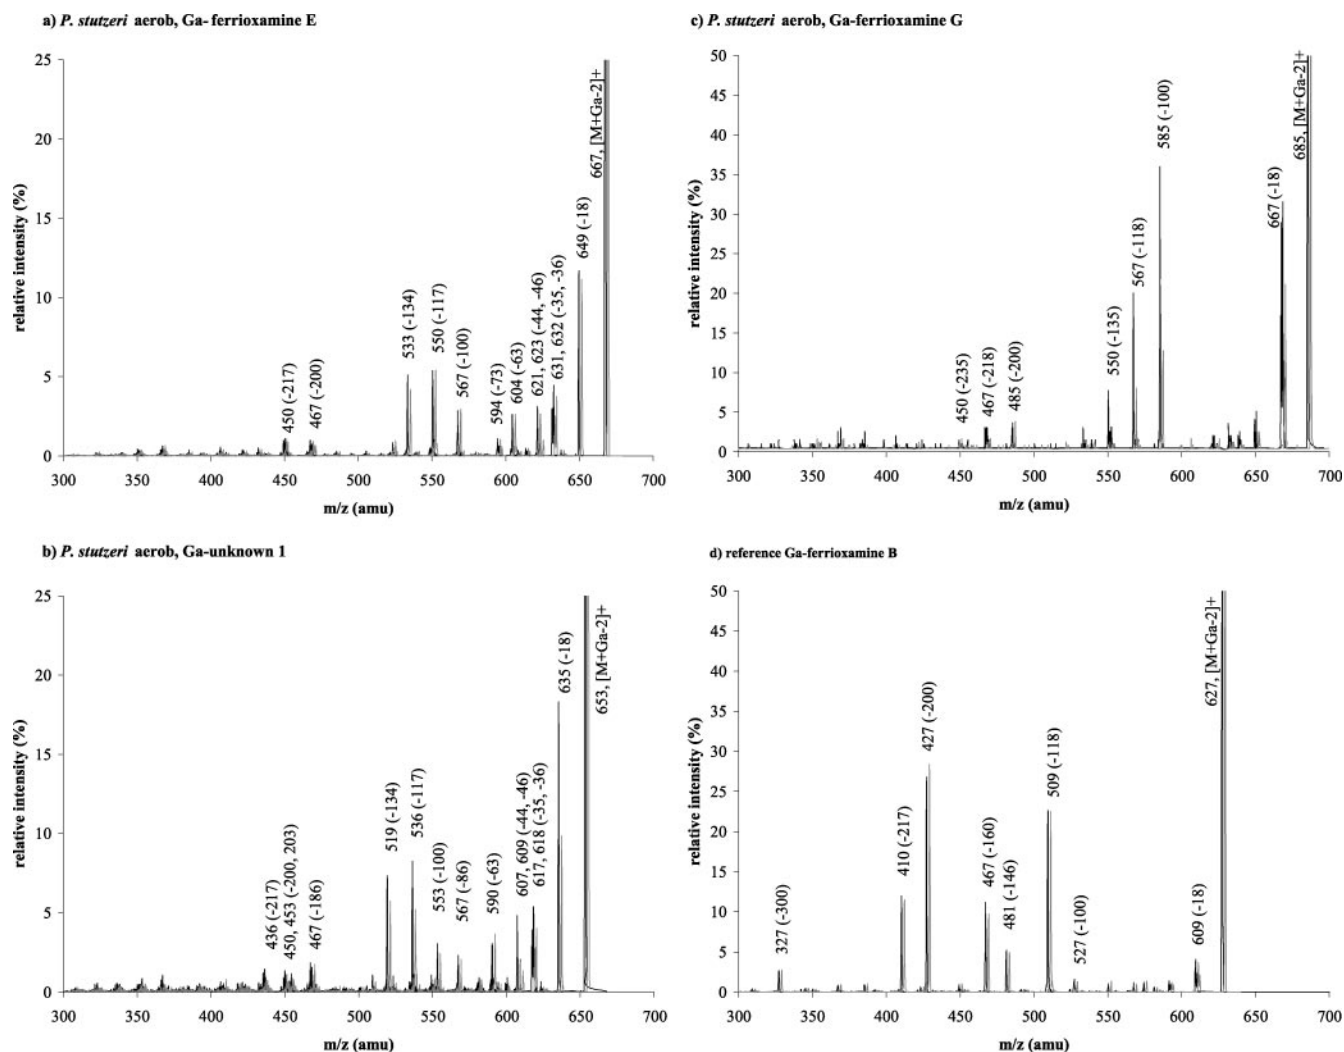 a) P. stutzeri aerob, Ga- ferrioxamine E
25
20
15
10
5
0
relative intensity (%)
450 (-217)
467 (-200)
533 (-134)
550 (-117)
567 (-100)
594 (-73)
604 (-63)
621, 623 (-44, -46)
631, 632 (-35, -36)
649 (-18)
667, [M+Ga-2]+
300 350 400 450 500 550 600 650 700
m/z (amu)
b) P. stutzeri aerob, Ga-unknown 1
25
20
15
10
5
0
relative intensity (%)
436 (-217)
450, 453 (-200, 203)
467 (-186)
519 (-134)
536 (-117)
553 (-100)
567 (-86)
590 (-63)
607, 609 (-44, -46)
617, 618 (-35, -36)
635 (-18)
653, [M+Ga-2]+
300 350 400 450 500 550 600 650 700
m/z (amu)
c) P. stutzeri aerob, Ga-ferrioxamine G
50
45
40
35
30
25
20
15
10
5
0
relative intensity (%)
450 (-235)
467 (-218)
485 (-200)
550 (-135)
567 (-118)
585 (-100)
667 (-18)
685, [M+Ga-2]+
300 350 400 450 500 550 600 650 700
m/z (amu)
d) reference Ga-ferrioxamine B
50
45
40
35
30
25
20
15
10
5
0
relative intensity (%)
327 (-300)
410 (-217)
427 (-200)
467 (-160)
481 (-146)
509 (-118)
527 (-100)
609 (-18)
627, [M+Ga-2]+
300 350 400 450 500 550 600 650 700
m/z (amu)